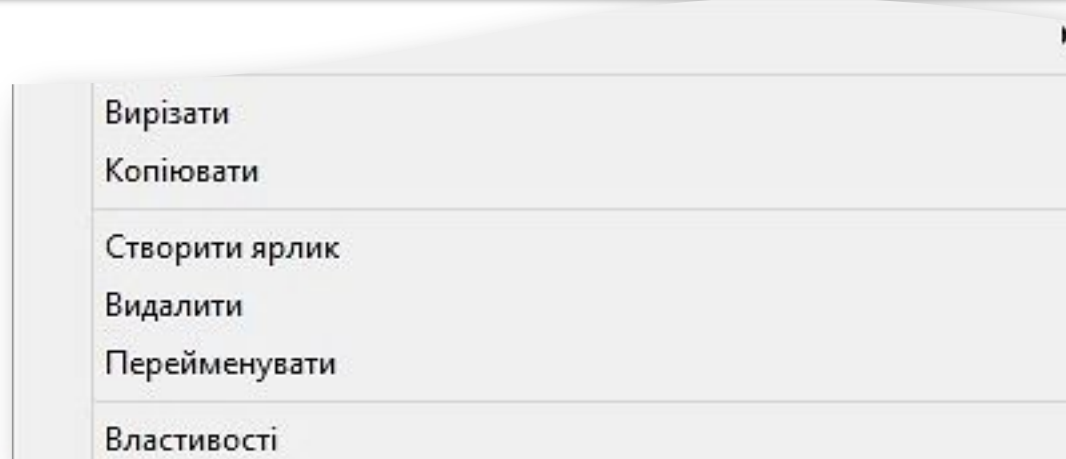 Вирізати
Копіювати
Створити ярлик
Видалити
Перейменувати
Властивості